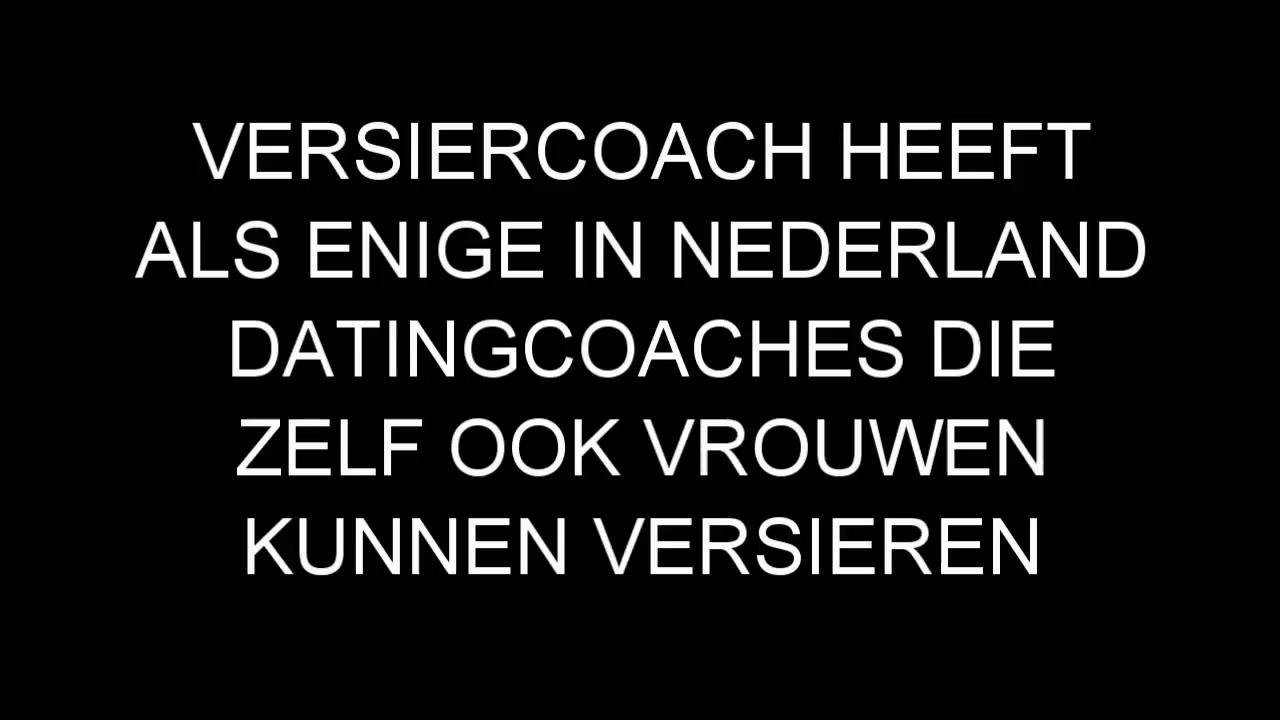 VERSIERCOACH HEEFT
ALS ENIGE IN NEDERLAND
DATINGCOACHES DIE
ZELF OOK VROUWEN
KUNNEN VERSIEREN